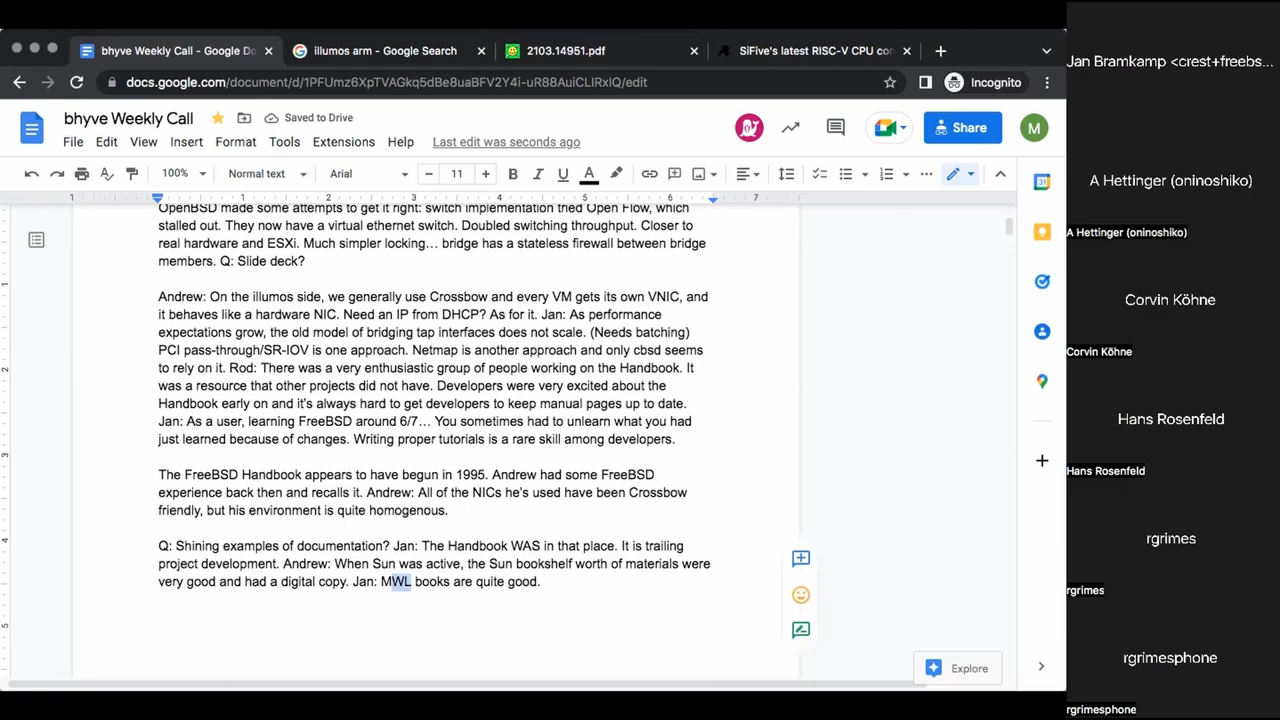 bhyve Weekly Call - Google Do
illumos arm - Google Search
2103.14951.pdf
SiFive's latest RISC-V CPU cor
Incognito
docs.google.com/document/d/1PFUmz6XpTVAGkq5dBe8uaBFV2Y4i-uR88AuiCLlRxIQ/edit
bhyve Weekly Call
Saved to Drive
File Edit View Insert Format Tools Extensions Help Last edit was seconds ago
Share
M
100%
Normal text
Arial
11
1 1 2 3 4 5 6 7
OpenBSD made some attempts to get it right: switch implementation tried Open Flow, which
stalled out. They now have a virtual ethernet switch. Doubled switching throughput. Closer to
real hardware and ESXi. Much simpler locking… bridge has a stateless firewall between bridge
members. Q: Slide deck?
Andrew: On the illumos side, we generally use Crossbow and every VM gets its own VNIC, and
it behaves like a hardware NIC. Need an IP from DHCP? As for it. Jan: As performance
expectations grow, the old model of bridging tap interfaces does not scale. (Needs batching)
PCI pass-through/SR-IOV is one approach. Netmap is another approach and only cbsd seems
to rely on it. Rod: There was a very enthusiastic group of people working on the Handbook. It
was a resource that other projects did not have. Developers were very excited about the
Handbook early on and it's always hard to get developers to keep manual pages up to date.
Jan: As a user, learning FreeBSD around 6/7… You sometimes had to unlearn what you had
just learned because of changes. Writing proper tutorials is a rare skill among developers.
The FreeBSD Handbook appears to have begun in 1995. Andrew had some FreeBSD
experience back then and recalls it. Andrew: All of the NICs he's used have been Crossbow
friendly, but his environment is quite homogenous.
Q: Shining examples of documentation? Jan: The Handbook WAS in that place. It is trailing
project development. Andrew: When Sun was active, the Sun bookshelf worth of materials were
very good and had a digital copy. Jan: MWL books are quite good.
1
2
3
4
5
Explore
31
Jan Bramkamp <crest+freebs...
A Hettinger (oninoshiko)
A Hettinger (oninoshiko)
Corvin Köhne
Corvin Köhne
Hans Rosenfeld
Hans Rosenfeld
rgrimes
rgrimes
rgrimesphone
rgrimesphone